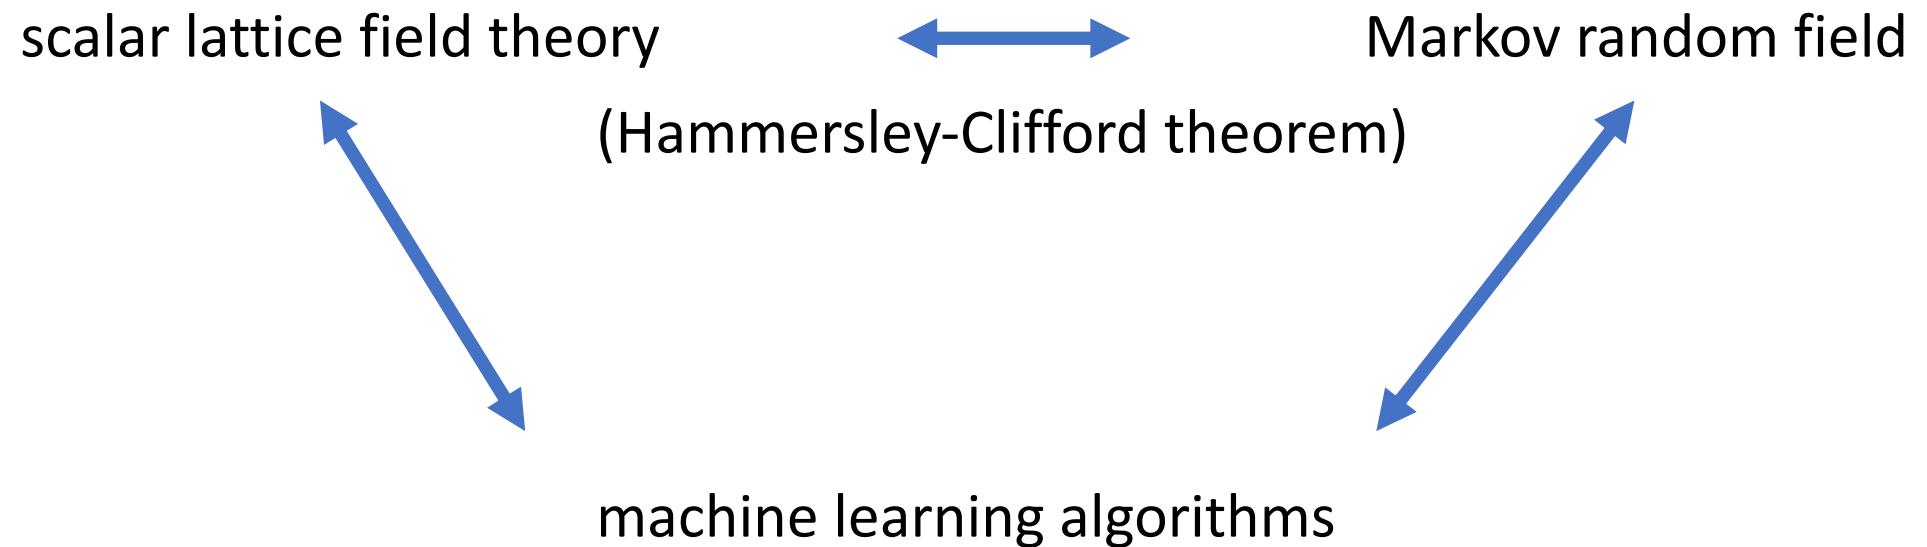 scalar lattice field theory
Markov random field
(Hammersley-Clifford theorem)
machine learning algorithms